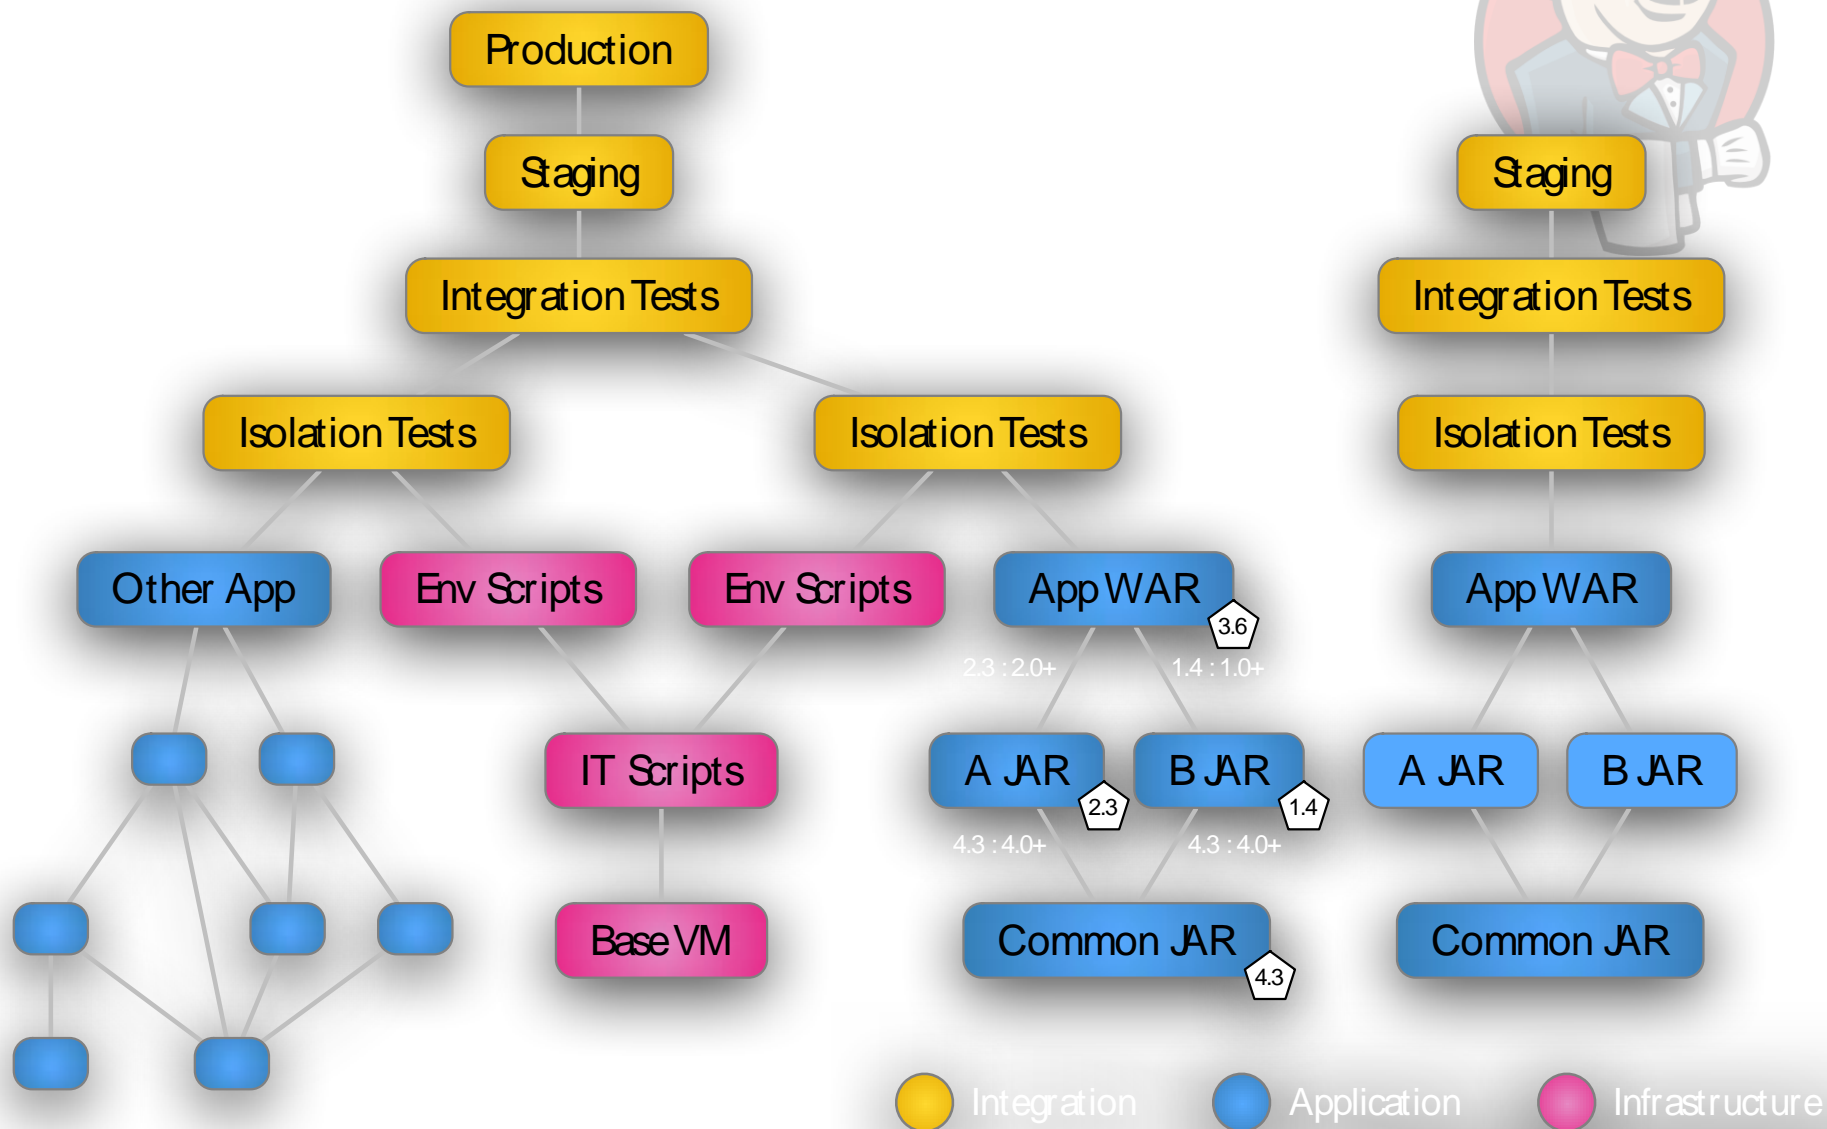 Production
Staging
Staging
Integration Tests
Integration Tests
Isolation Tests
Isolation Tests
Isolation Tests
Other App
Env Scripts
Env Scripts
App WAR
App WAR
3.6
2.3 : 2.0+
1.4 : 1.0+
IT Scripts
A JAR
B JAR
A JAR
B JAR
2.3
1.4
4.3 : 4.0+
4.3 : 4.0+
Base VM
Common JAR
Common JAR
4.3
Integration
Application
Infrastructure